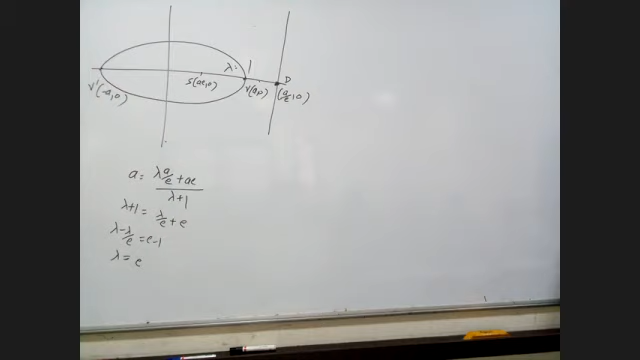 λ : 1
S(ae,0)
V(a,0)
D
(a/e,0)
V'(-a,0)
a = (λ a/e + ae)/(λ+1)
λ+1 = λ/e + e
λ - λ/e = e-1
λ = e